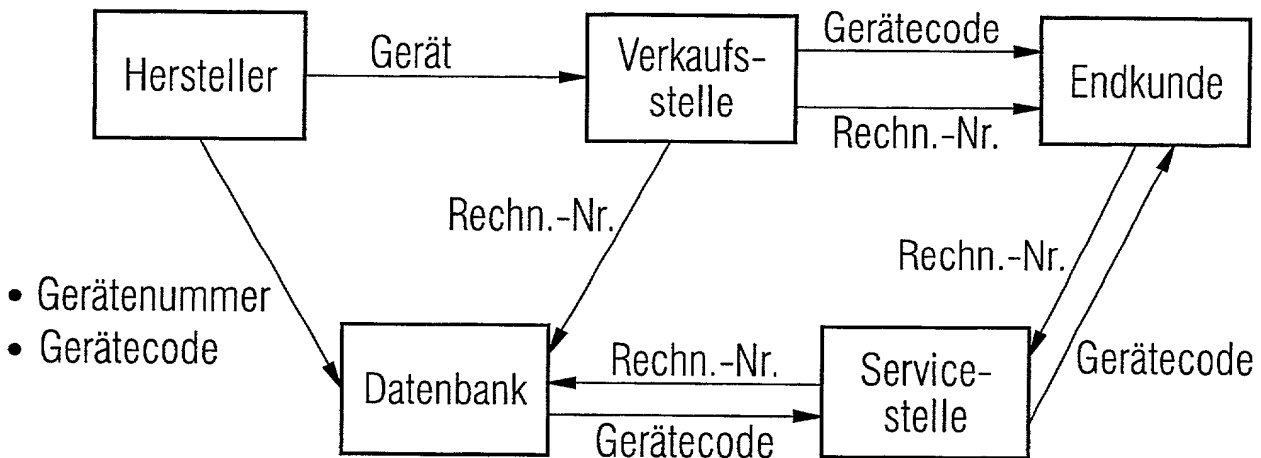 Hersteller
Gerät
Verkaufs-
stelle
Gerätecode
Rechn.-Nr.
Endkunde
Rechn.-Nr.
Rechn.-Nr.
• Gerätenummer
• Gerätecode
Datenbank
Rechn.-Nr.
Gerätecode
Service-
stelle
Gerätecode